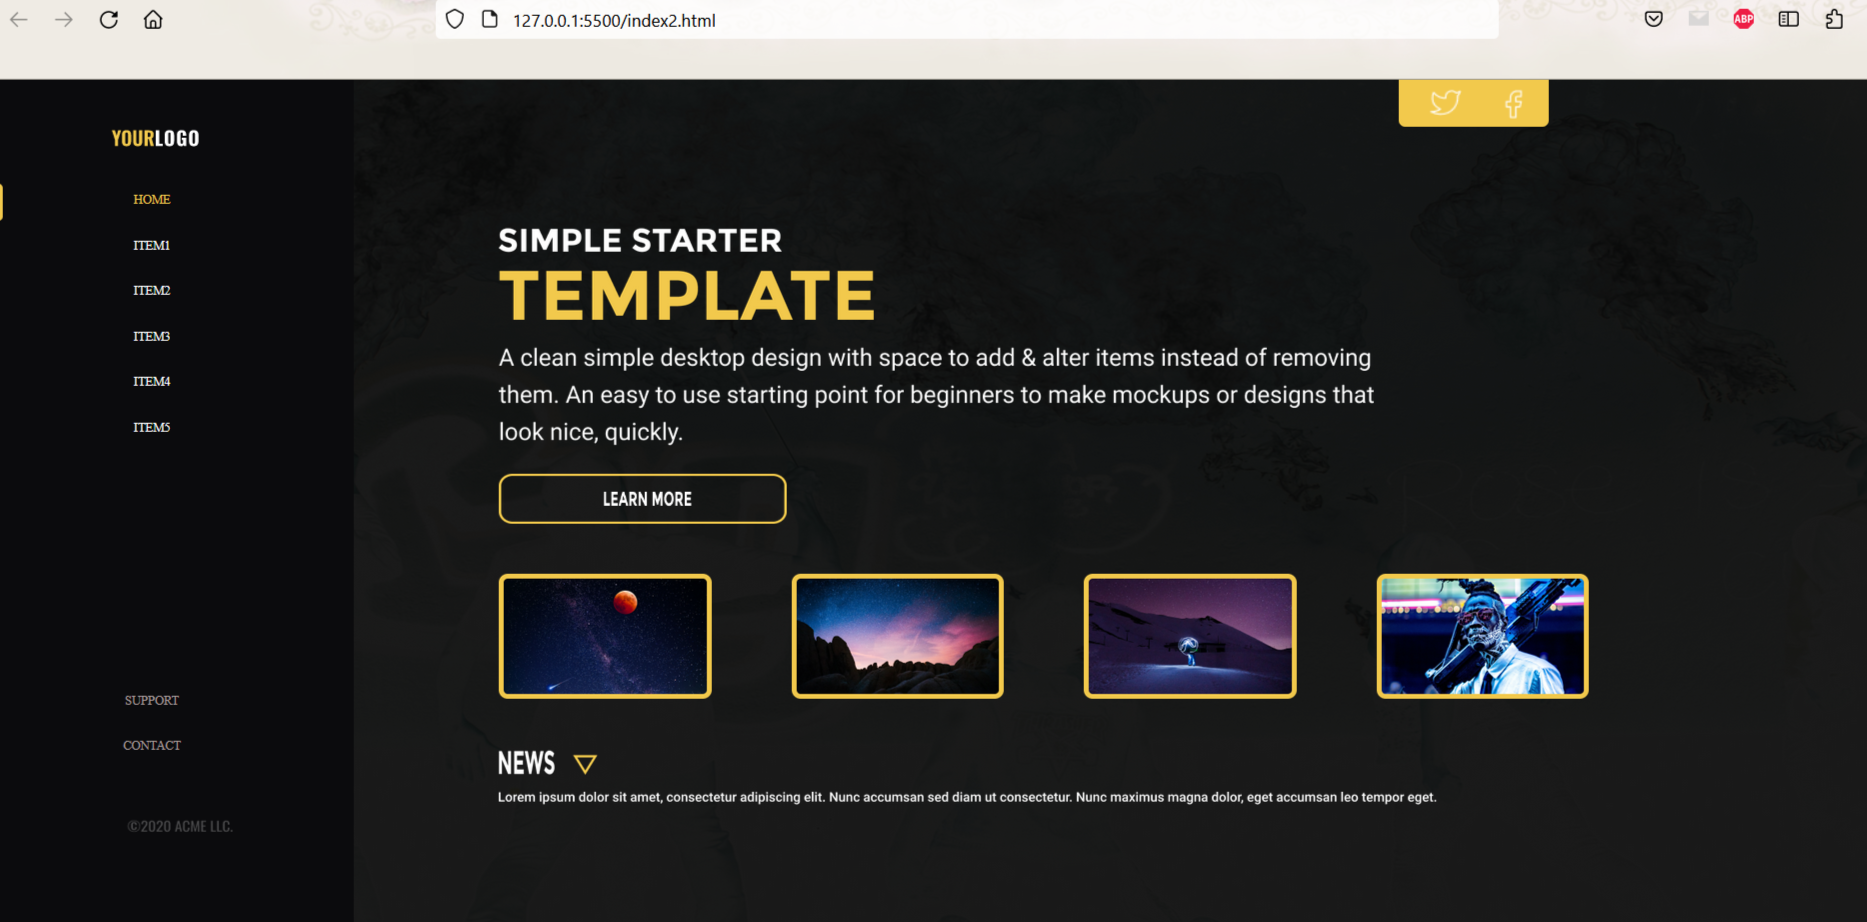 127.0.0.1:5500/index2.html
ABP
YOURLOGO
HOME
ITEM1
ITEM2
ITEM3
ITEM4
ITEM5
SUPPORT
CONTACT
©2020 ACME LLC.
SIMPLE STARTER
TEMPLATE
A clean simple desktop design with space to add & alter items instead of removing
them. An easy to use starting point for beginners to make mockups or designs that
look nice, quickly.
LEARN MORE
NEWS
Lorem ipsum dolor sit amet, consectetur adipiscing elit. Nunc accumsan sed diam ut consectetur. Nunc maximus magna dolor, eget accumsan leo tempor eget.